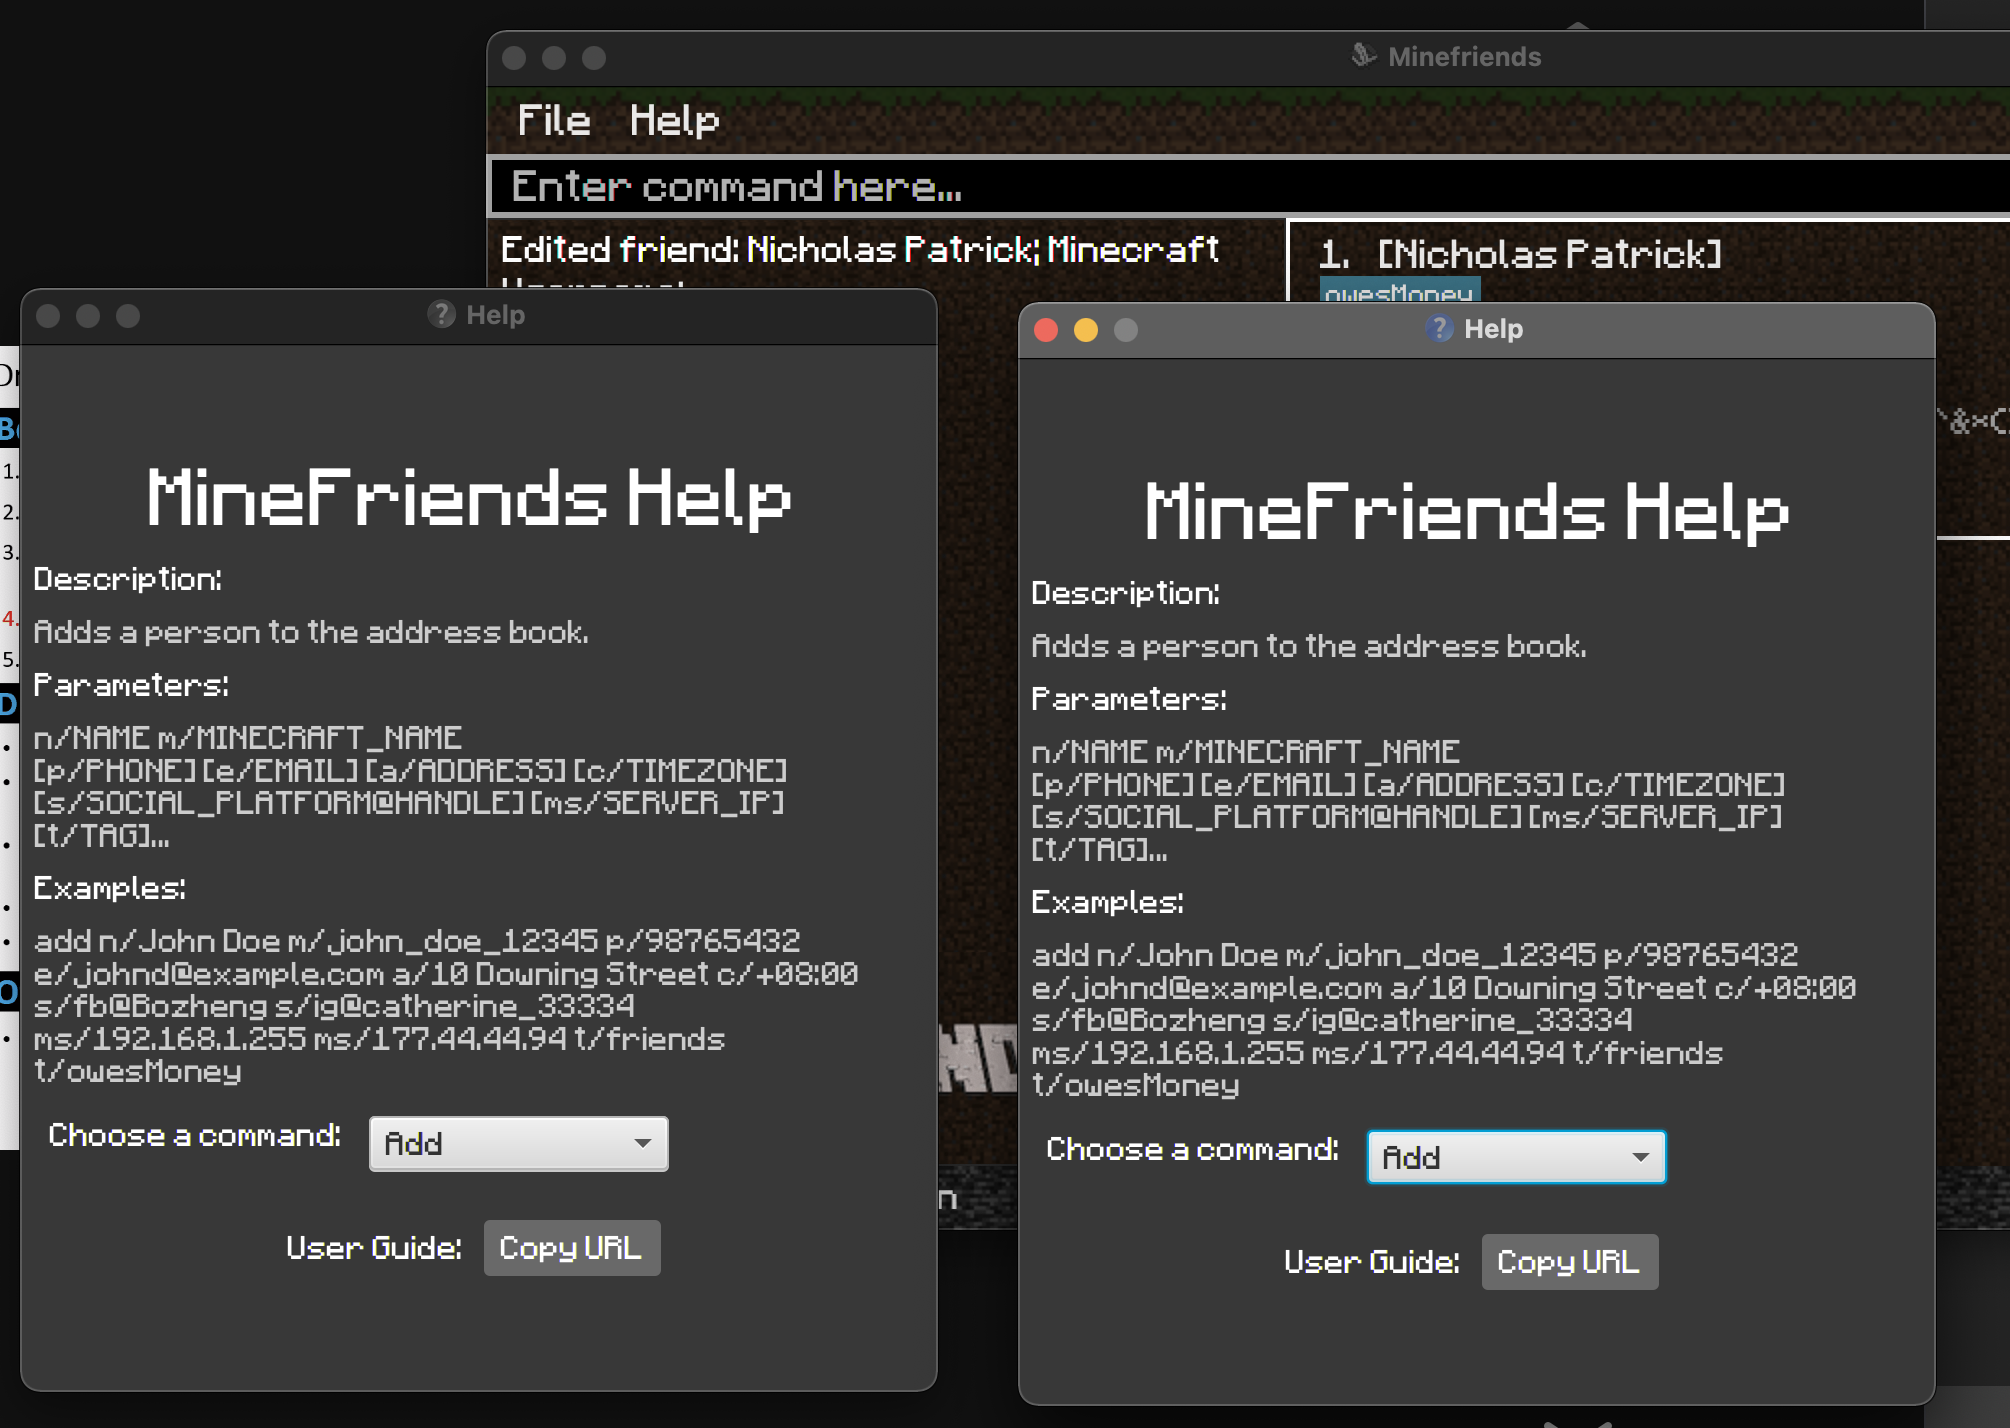 Minefriends
File Help
Enter command here...
Edited friend: Nicholas Patrick; Minecraft
1. [Nicholas Patrick]
owesMoney
Help
MineFriends Help
Description:
Adds a person to the address book.
Parameters:
n/NAME m/MINECRAFT_NAME
[p/PHONE] [e/EMAIL] [a/ADDRESS] [c/TIMEZONE]
[s/SOCIAL_PLATFORM@HANDLE] [ms/SERVER_IP]
[t/TAG]...
Examples:
add n/John Doe m/john_doe_12345 p/98765432
e/johnd@example.com a/10 Downing Street c/+08:00
s/fb@Bozheng s/ig@catherine_33334
ms/192.168.1.255 ms/177.44.44.94 t/friends
t/owesMoney
Choose a command: Add
User Guide: Copy URL
Help
MineFriends Help
Description:
Adds a person to the address book.
Parameters:
n/NAME m/MINECRAFT_NAME
[p/PHONE] [e/EMAIL] [a/ADDRESS] [c/TIMEZONE]
[s/SOCIAL_PLATFORM@HANDLE] [ms/SERVER_IP]
[t/TAG]...
Examples:
add n/John Doe m/john_doe_12345 p/98765432
e/johnd@example.com a/10 Downing Street c/+08:00
s/fb@Bozheng s/ig@catherine_33334
ms/192.168.1.255 ms/177.44.44.94 t/friends
t/owesMoney
Choose a command: Add
User Guide: Copy URL
1.
2.
3.
4.
5.